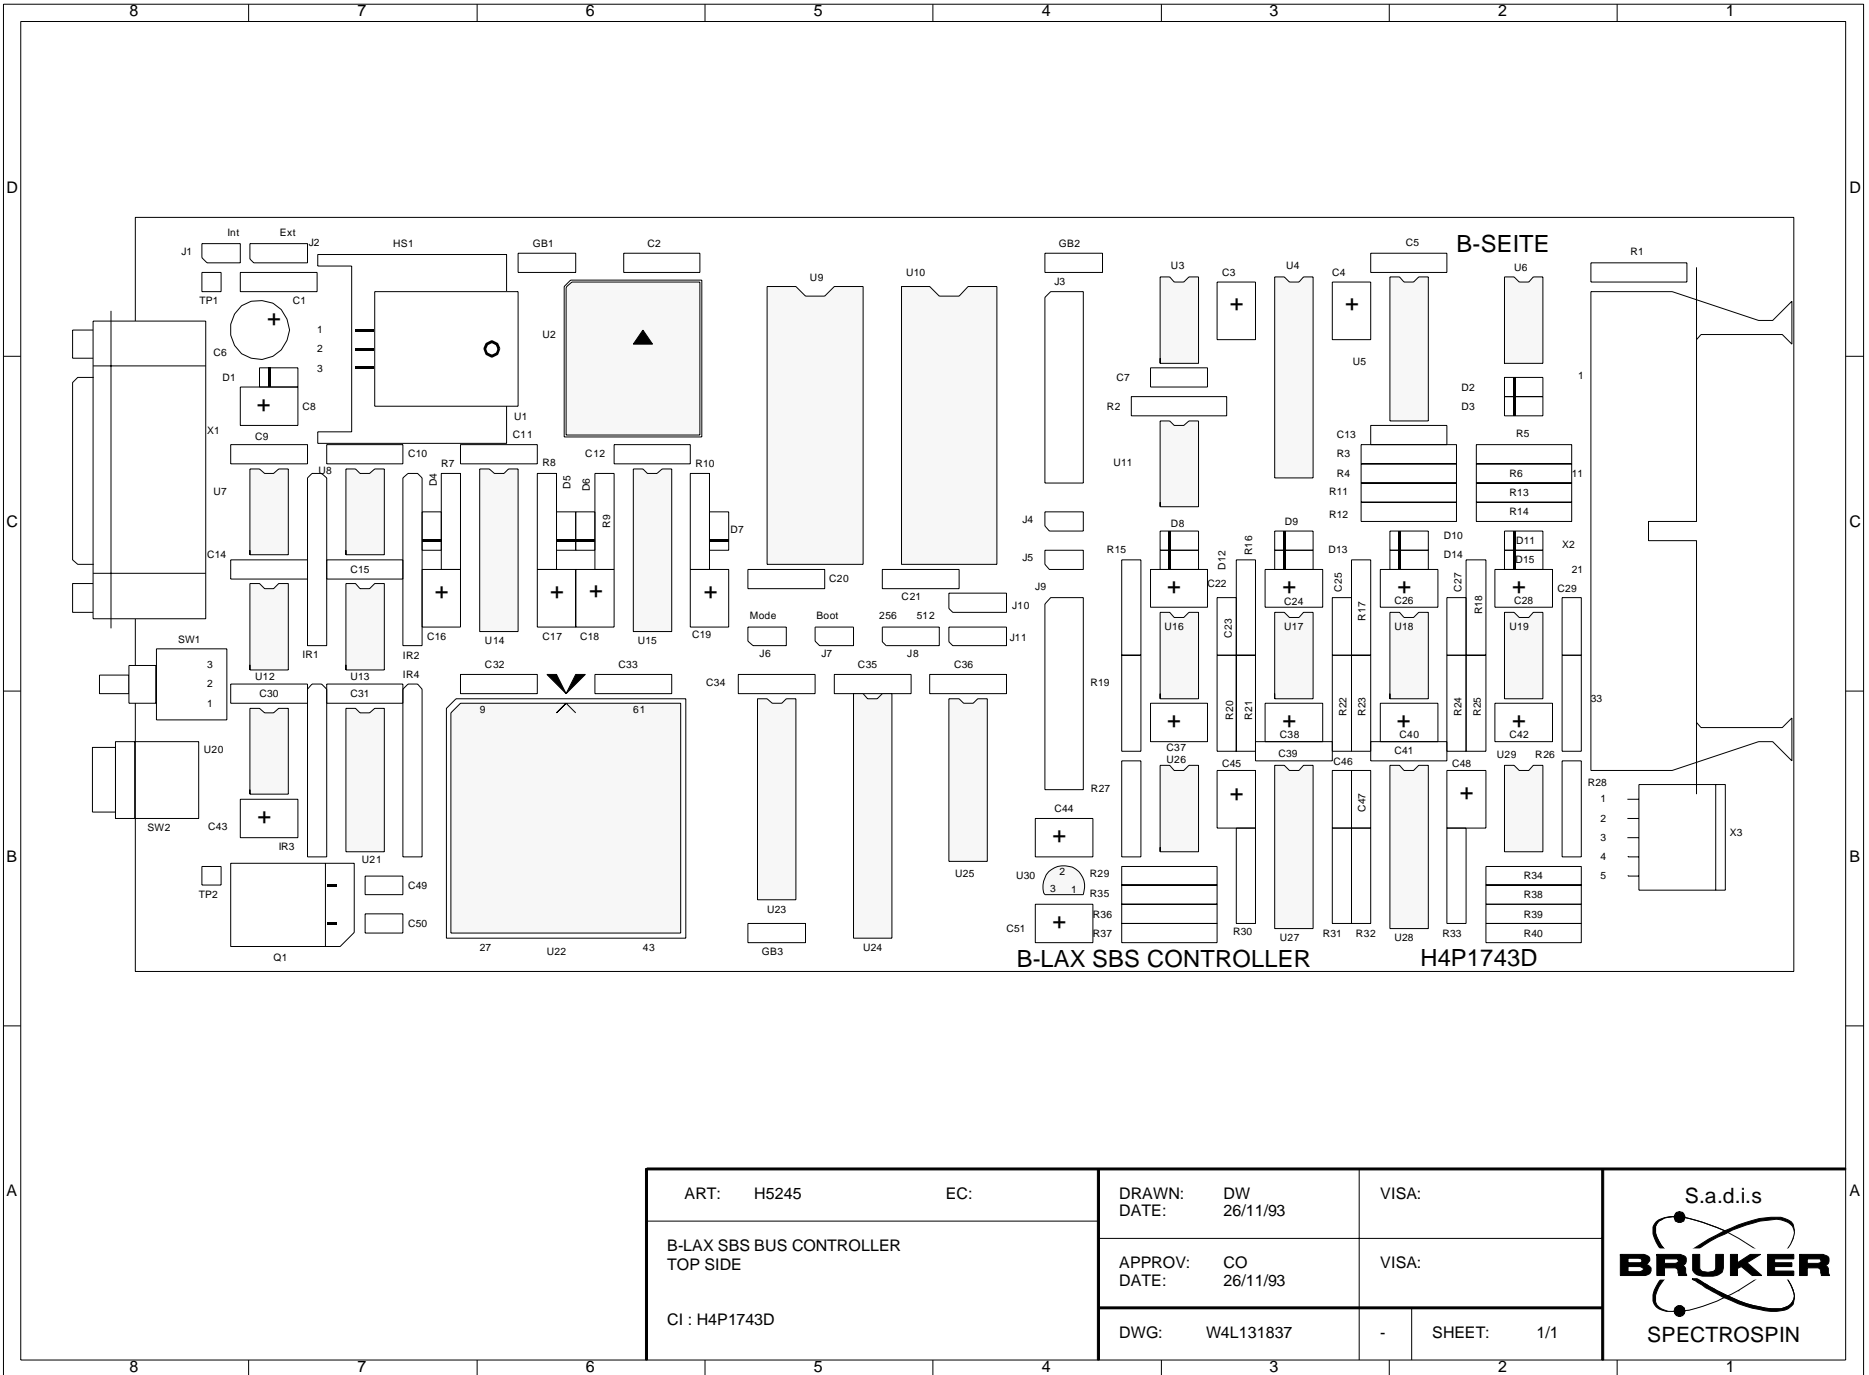 8 7 6 5 4 3 2 1
D D
B-SEITE
Int Ext
J1 J2 HS1 GB1 C2 GB2 C5 R1
U9 U10 U3 C3 U4 C4 U6
TP1 C1 J3
1
U2
2
C6
3
U5
D1 C7 1
D2
C8 R2 D3
U1
X1 C9 C11 C13 R5
C10 C12 R3
U8 R7 R8 R10 U11
D4 D5 D6 R4 R6 11
U7 R11 R13
R9 R12 R14
C C
D7 J4 D8 D9 D10 D11
C14 J5 R15 D12 R16 D13 D14 D15 X2
C15 C20 21
J9 C22 C24 C25 C26 C27 C28 C29
C21 J10
Mode Boot 256 512 R17 R18
C16 U14 C17 C18 U15 C19 J11 U16 C23 U17 U18 U19
SW1
IR1 IR2 J6 J7 J8
3 C32 C33 C35 C36
U12 U13 IR4
2 C34 R19
C30 C31
1 9 61 R20 R21 R22 R23 R24 R25 33
C38 C40 C42
U20 C37 C39 C41 U29 R26
U26 C45 C46 C48
R27 R28
1
C47
C44 2
SW2 C43 3 X3
IR3
B B
U21 4
U25 U30 2 R29 R34 5
TP2 C49 3 1 R35 R38
U23 R36 R39
C50 C51 R37 R30 U27 R31 R32 U28 R33 R40
27 U22 43 GB3 U24
Q1
B-LAX SBS CONTROLLER H4P1743D
A A
ART: H5245 EC:
B-LAX SBS BUS CONTROLLER
TOP SIDE
CI : H4P1743D
DRAWN: DW
DATE: 26/11/93
VISA:
APPROV: CO
DATE: 26/11/93
VISA:
DWG: W4L131837 - SHEET: 1/1
S.a.d.i.s
BRUKER
SPECTROSPIN
8 7 6 5 4 3 2 1